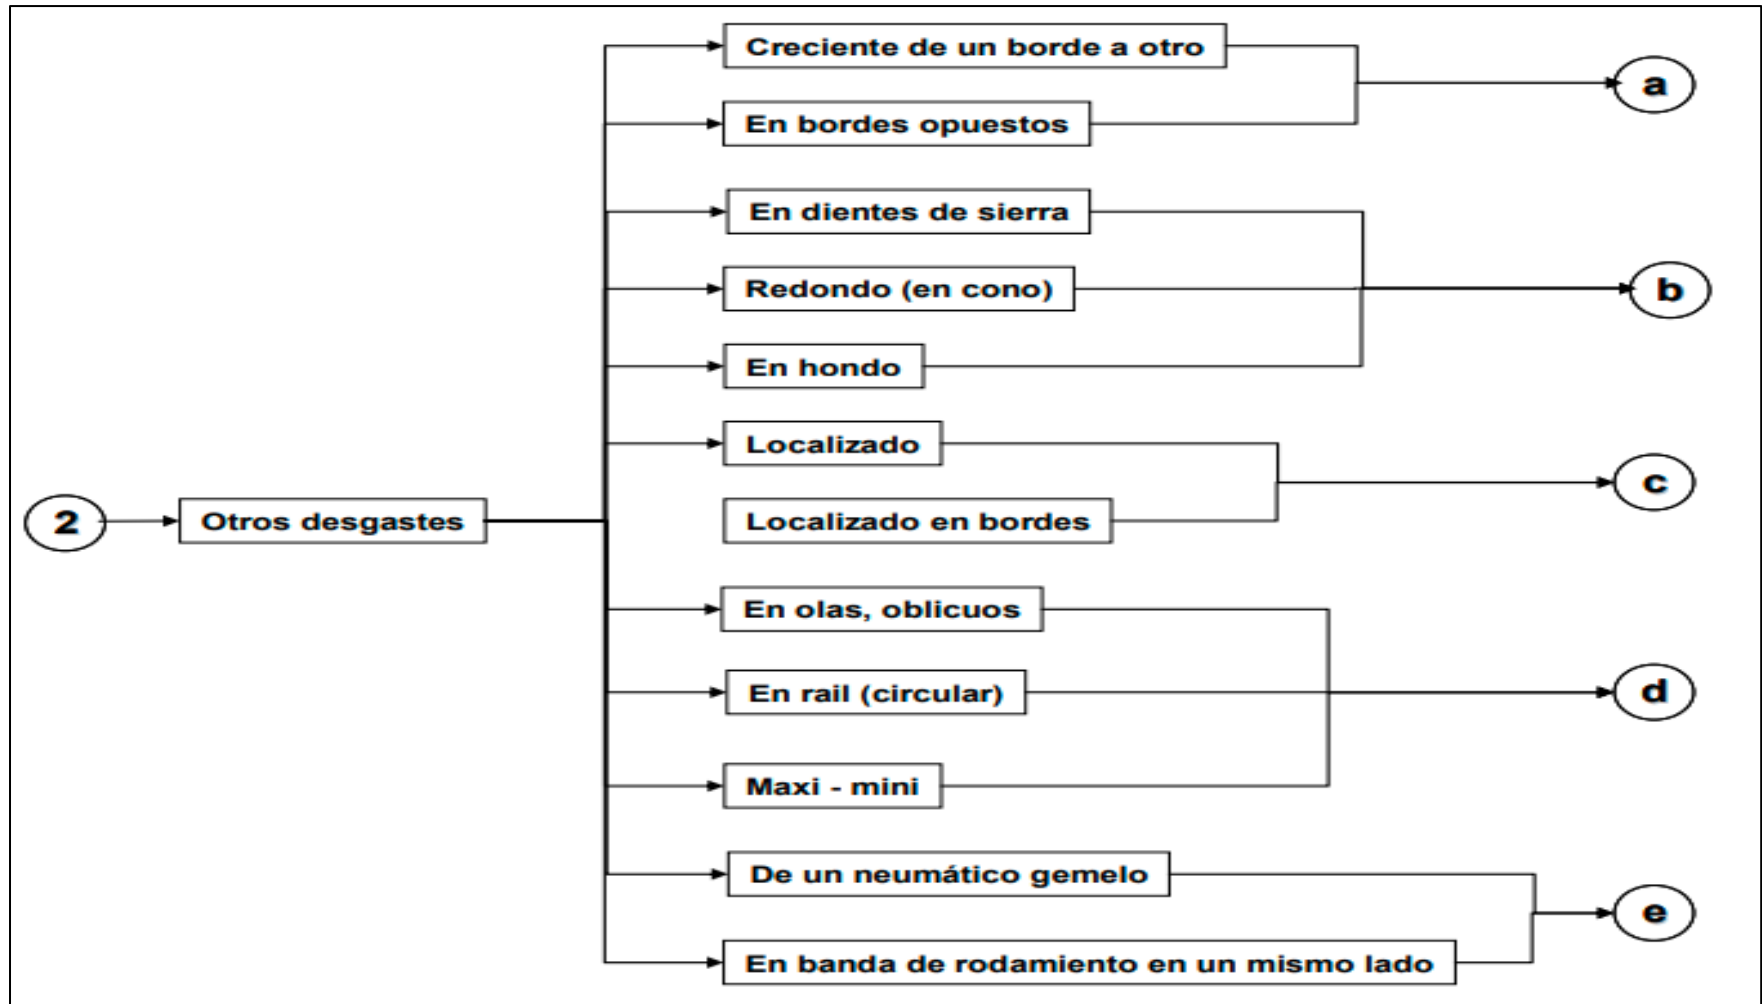 Creciente de un borde a otro
a
En bordes opuestos
En dientes de sierra
Redondo (en cono)
b
En hondo
Localizado
c
2
Otros desgastes
Localizado en bordes
En olas, oblicuos
En rail (circular)
d
Maxi - mini
De un neumático gemelo
e
En banda de rodamiento en un mismo lado